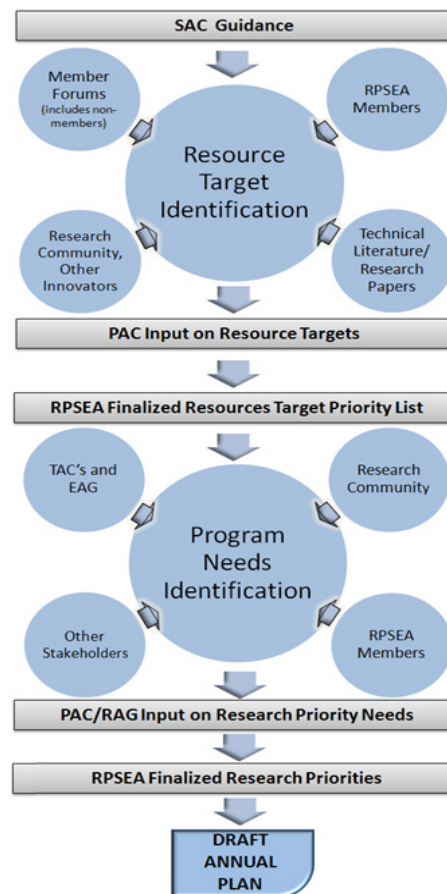 SAC Guidance
Member
Forums
(includes non-
members)
RPSEA
Members
Resource
Target
Identification
Research
Community,
Other
Innovators
Technical
Literature/
Research
Papers
PAC Input on Resource Targets
RPSEA Finalized Resources Target Priority List
TAC's and
EAG
Research
Community
Program
Needs
Identification
Other
Stakeholders
RPSEA
Members
PAC/RAG Input on Research Priority Needs
RPSEA Finalized Research Priorities
DRAFT
ANNUAL
PLAN